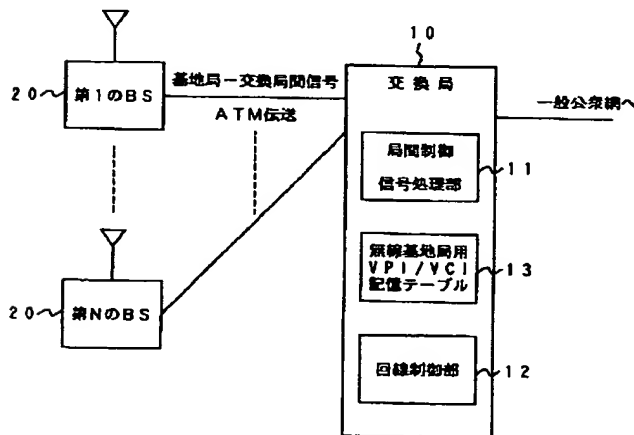 10
基地局－交換局間信号
交換局
20
第1のBS
一般公衆網へ
ATM伝送
局間制御
信号処理部
11
無線基地局用
VPI/VCI
記憶テーブル
13
20
第NのBS
回線制御部
12